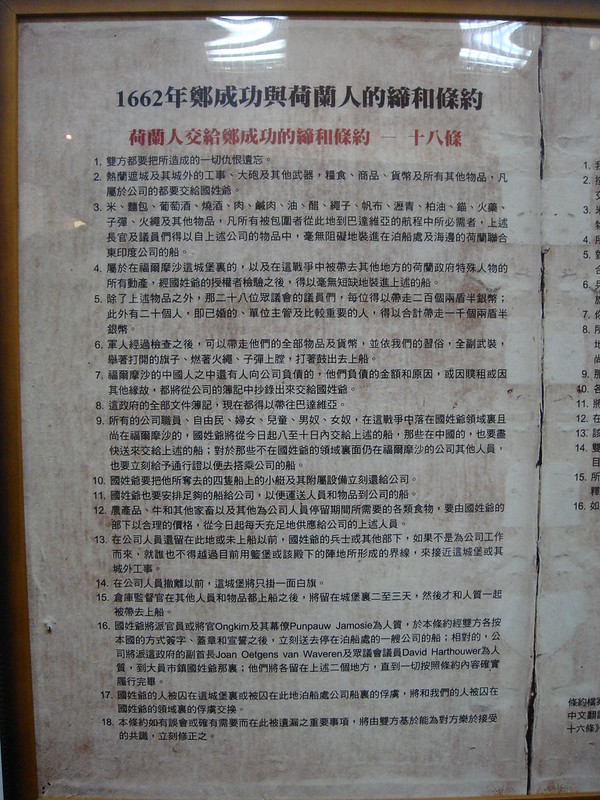 1662年鄭成功與荷蘭人的締和條約
荷蘭人交給鄭成功的締和條約 — 十八條
1. 雙方都要把所造成的一切仇恨遺忘。
2. 熱蘭遮城及其城外的工事、大砲及其他武器，糧食、商品、貨幣及所有其他物品，凡
屬於公司的都要交給國姓爺。
3. 米、麵包、葡萄酒、燒酒、肉、鹹肉、油、醋、繩子、帆布、瀝青、柏油、錨、火藥、
子彈、火繩及其他物品，凡所有被包圍者從此地到巴達維亞的航程中所必需者，上述
長官及議員們得以自上述公司的物品中，毫無阻礙地裝進在泊船處及海邊的荷蘭聯合
東印度公司的船。
4. 屬於在福爾摩沙這城堡裏的，以及在這戰爭中被帶去其他地方的荷蘭政府特殊人物的
所有動產，經國姓爺的授權者檢驗之後，得以毫無短缺地裝進上述的船。
5. 除了上述物品之外，那二十八位眾議會的議員們，每位得以帶走二百個兩盾半銀幣；
此外有二十個人，即已婚的、單位主管及比較重要的人，得以合計帶走一千個兩盾半
銀幣。
6. 軍人經過檢查之後，可以帶走他們的全部物品及貨幣，並依我們的習俗，全副武裝，
舉著打開的旗子、燃著火繩、子彈上膛，打著鼓出去上船。
7. 福爾摩沙的中國人之中還有人向公司負債的，他們負債的金額和原因，或因贌租或因
其他緣故，都將從公司的簿記中抄錄出來交給國姓爺。
8. 這政府的全部文件簿記，現在都得以帶往巴達維亞。
9. 所有的公司職員、自由民、婦女、兒童、男奴、女奴，在這戰爭中落在國姓爺領域裏且
尚在福爾摩沙的，國姓爺將從今日起八至十日內交給上述的船，那些在中國的，也要盡
快送來交給上述的船；對於那些不在國姓爺的領域裏面仍在福爾摩沙的公司其他人員，
也要立刻給予通行證以便去搭乘公司的船。
10. 國姓爺要把他所奪去的四隻船上的小艇及其附屬設備立刻還給公司。
11. 國姓爺也要安排足夠的船給公司，以便運送人員和物品到公司的船。
12. 農產品、牛和其他家畜以及其他為公司人員停留期間所需要的各類食物，要由國姓爺的
部下以合理的價格，從今日起每天充足地供應給公司的上述人員。
13. 在公司人員還留在此地或未上船以前，國姓爺的兵士或其他部下，如果不是為公司工作
而來，就誰也不得越過目前用籃堡或該殿下的陣地所形成的界線，來接近這城堡或其
城外工事。
14. 在公司人員撤離以前，這城堡將只掛一面白旗。
15. 倉庫監督官在其他人員和物品都上船之後，將留在城堡裏二至三天，然後才和人質一起
被帶去上船。
16. 國姓爺將派官員或將官Ongkim及其幕僚Punpauw Jamosie為人質，於本條約經雙方各按
本國的方式簽字、蓋章和宣誓之後，立刻送去停在泊船處的一艘公司的船；相對的，公
司將派這政府的副首長Joan Oetgens van Waveren及眾議會議員David Harthouwer為人
質，到大員市鎮國姓爺那裏；他們將各留在上述二個地方，直到一切按照條約內容確實
履行完畢。
17. 國姓爺的人被囚在這城堡裏或被囚在此地泊船處公司船裏的俘虜，將和我們的人被囚在
國姓爺的領域裏的俘虜交換。
18. 本條約如有誤會或確有需要而在此被遺漏之重要事項，將由雙方基於能為對方樂於接受
的共識，立刻修正之。
條約檔案
中文翻譯
十六條》